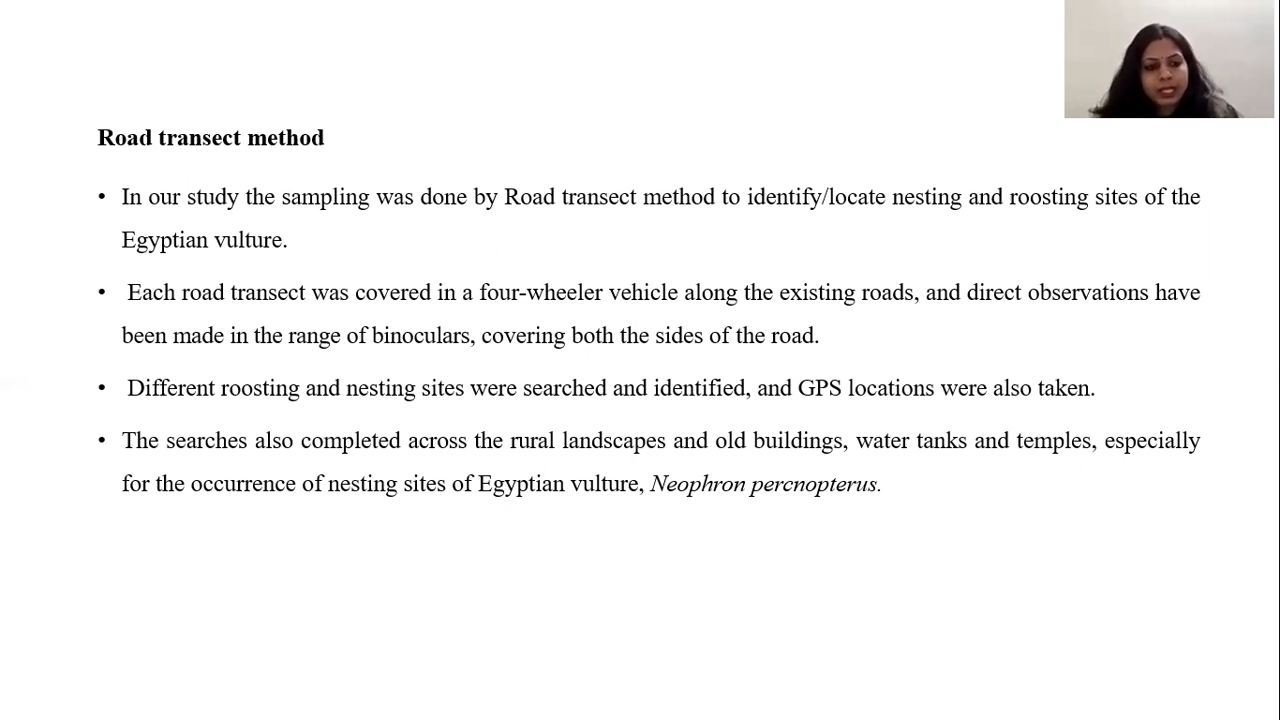 Road transect method
• In our study the sampling was done by Road transect method to identify/locate nesting and roosting sites of the
Egyptian vulture.
• Each road transect was covered in a four-wheeler vehicle along the existing roads, and direct observations have
been made in the range of binoculars, covering both the sides of the road.
• Different roosting and nesting sites were searched and identified, and GPS locations were also taken.
• The searches also completed across the rural landscapes and old buildings, water tanks and temples, especially
for the occurrence of nesting sites of Egyptian vulture, Neophron percnopterus.